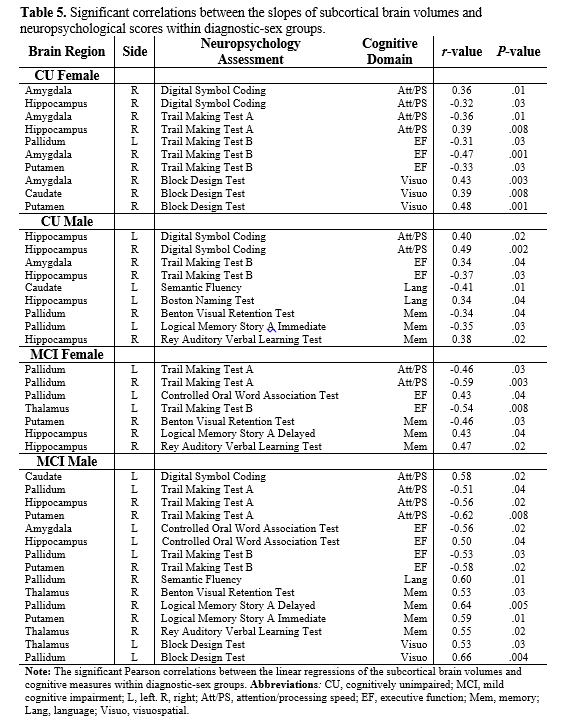 Table 5. Significant correlations between the slopes of subcortical brain volumes and
neuropsychological scores within diagnostic-sex groups.
Brain Region Side Neuropsychology Assessment Cognitive Domain r-value P-value
CU Female
Amygdala R Digital Symbol Coding Att/PS 0.36 .01
Hippocampus R Digital Symbol Coding Att/PS -0.32 .03
Amygdala R Trail Making Test A Att/PS -0.36 .01
Hippocampus R Trail Making Test A Att/PS 0.39 .008
Pallidum L Trail Making Test B EF -0.31 .03
Amygdala R Trail Making Test B EF -0.47 .001
Putamen R Trail Making Test B EF -0.33 .03
Amygdala R Block Design Test Visuo 0.43 .003
Caudate R Block Design Test Visuo 0.39 .008
Putamen R Block Design Test Visuo 0.48 .001
CU Male
Hippocampus L Digital Symbol Coding Att/PS 0.40 .02
Hippocampus R Digital Symbol Coding Att/PS 0.49 .002
Amygdala R Trail Making Test B EF 0.34 .04
Hippocampus R Trail Making Test B EF -0.37 .03
Caudate L Semantic Fluency Lang -0.41 .01
Hippocampus L Boston Naming Test Lang 0.34 .04
Pallidum R Benton Visual Retention Test Mem -0.34 .04
Pallidum L Logical Memory Story A Immediate Mem -0.35 .03
Hippocampus R Rey Auditory Verbal Learning Test Mem 0.38 .02
MCI Female
Pallidum L Trail Making Test A Att/PS -0.46 .03
Pallidum R Trail Making Test A Att/PS -0.59 .003
Pallidum L Controlled Oral Word Association Test EF 0.43 .04
Thalamus L Trail Making Test B EF -0.54 .008
Putamen R Benton Visual Retention Test Mem -0.46 .03
Hippocampus R Logical Memory Story A Delayed Mem 0.43 .04
Hippocampus R Rey Auditory Verbal Learning Test Mem 0.47 .02
MCI Male
Caudate L Digital Symbol Coding Att/PS 0.58 .02
Pallidum L Trail Making Test A Att/PS -0.51 .04
Hippocampus R Trail Making Test A Att/PS -0.56 .02
Putamen R Trail Making Test A Att/PS -0.62 .008
Amygdala L Controlled Oral Word Association Test EF -0.56 .02
Hippocampus L Controlled Oral Word Association Test EF 0.50 .04
Pallidum L Trail Making Test B EF -0.53 .03
Putamen R Trail Making Test B EF -0.58 .02
Pallidum R Semantic Fluency Lang 0.60 .01
Thalamus R Benton Visual Retention Test Mem 0.53 .03
Pallidum R Logical Memory Story A Delayed Mem 0.64 .005
Putamen R Logical Memory Story A Immediate Mem 0.59 .01
Thalamus R Rey Auditory Verbal Learning Test Mem 0.55 .02
Thalamus L Block Design Test Visuo 0.53 .03
Pallidum L Block Design Test Visuo 0.66 .004
Note: The significant Pearson correlations between the linear regressions of the subcortical brain volumes and
cognitive measures within diagnostic-sex groups. Abbreviations: CU, cognitively unimpaired; MCI, mild
cognitive impairment; L, left. R, right; Att/PS, attention/processing speed; EF, executive function; Mem, memory;
Lang, language; Visuo, visuospatial.